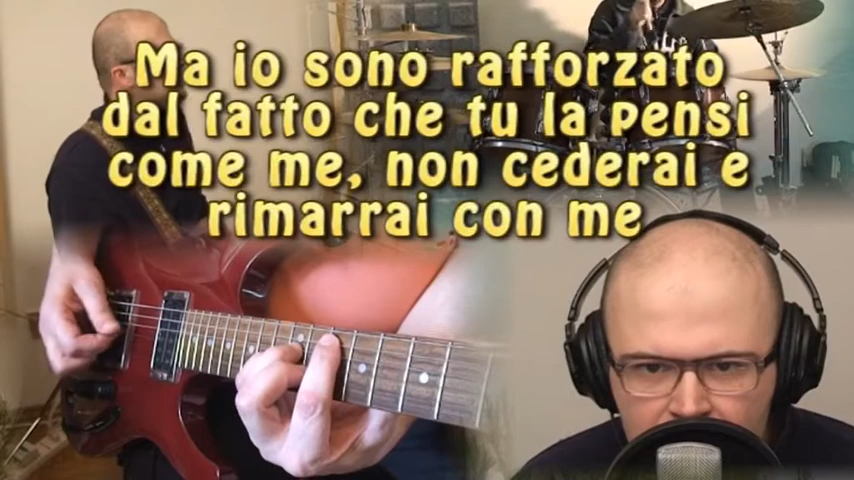 Ma io sono rafforzato
dal fatto che tu la pensi
come me, non cederai e
rimarrai con me